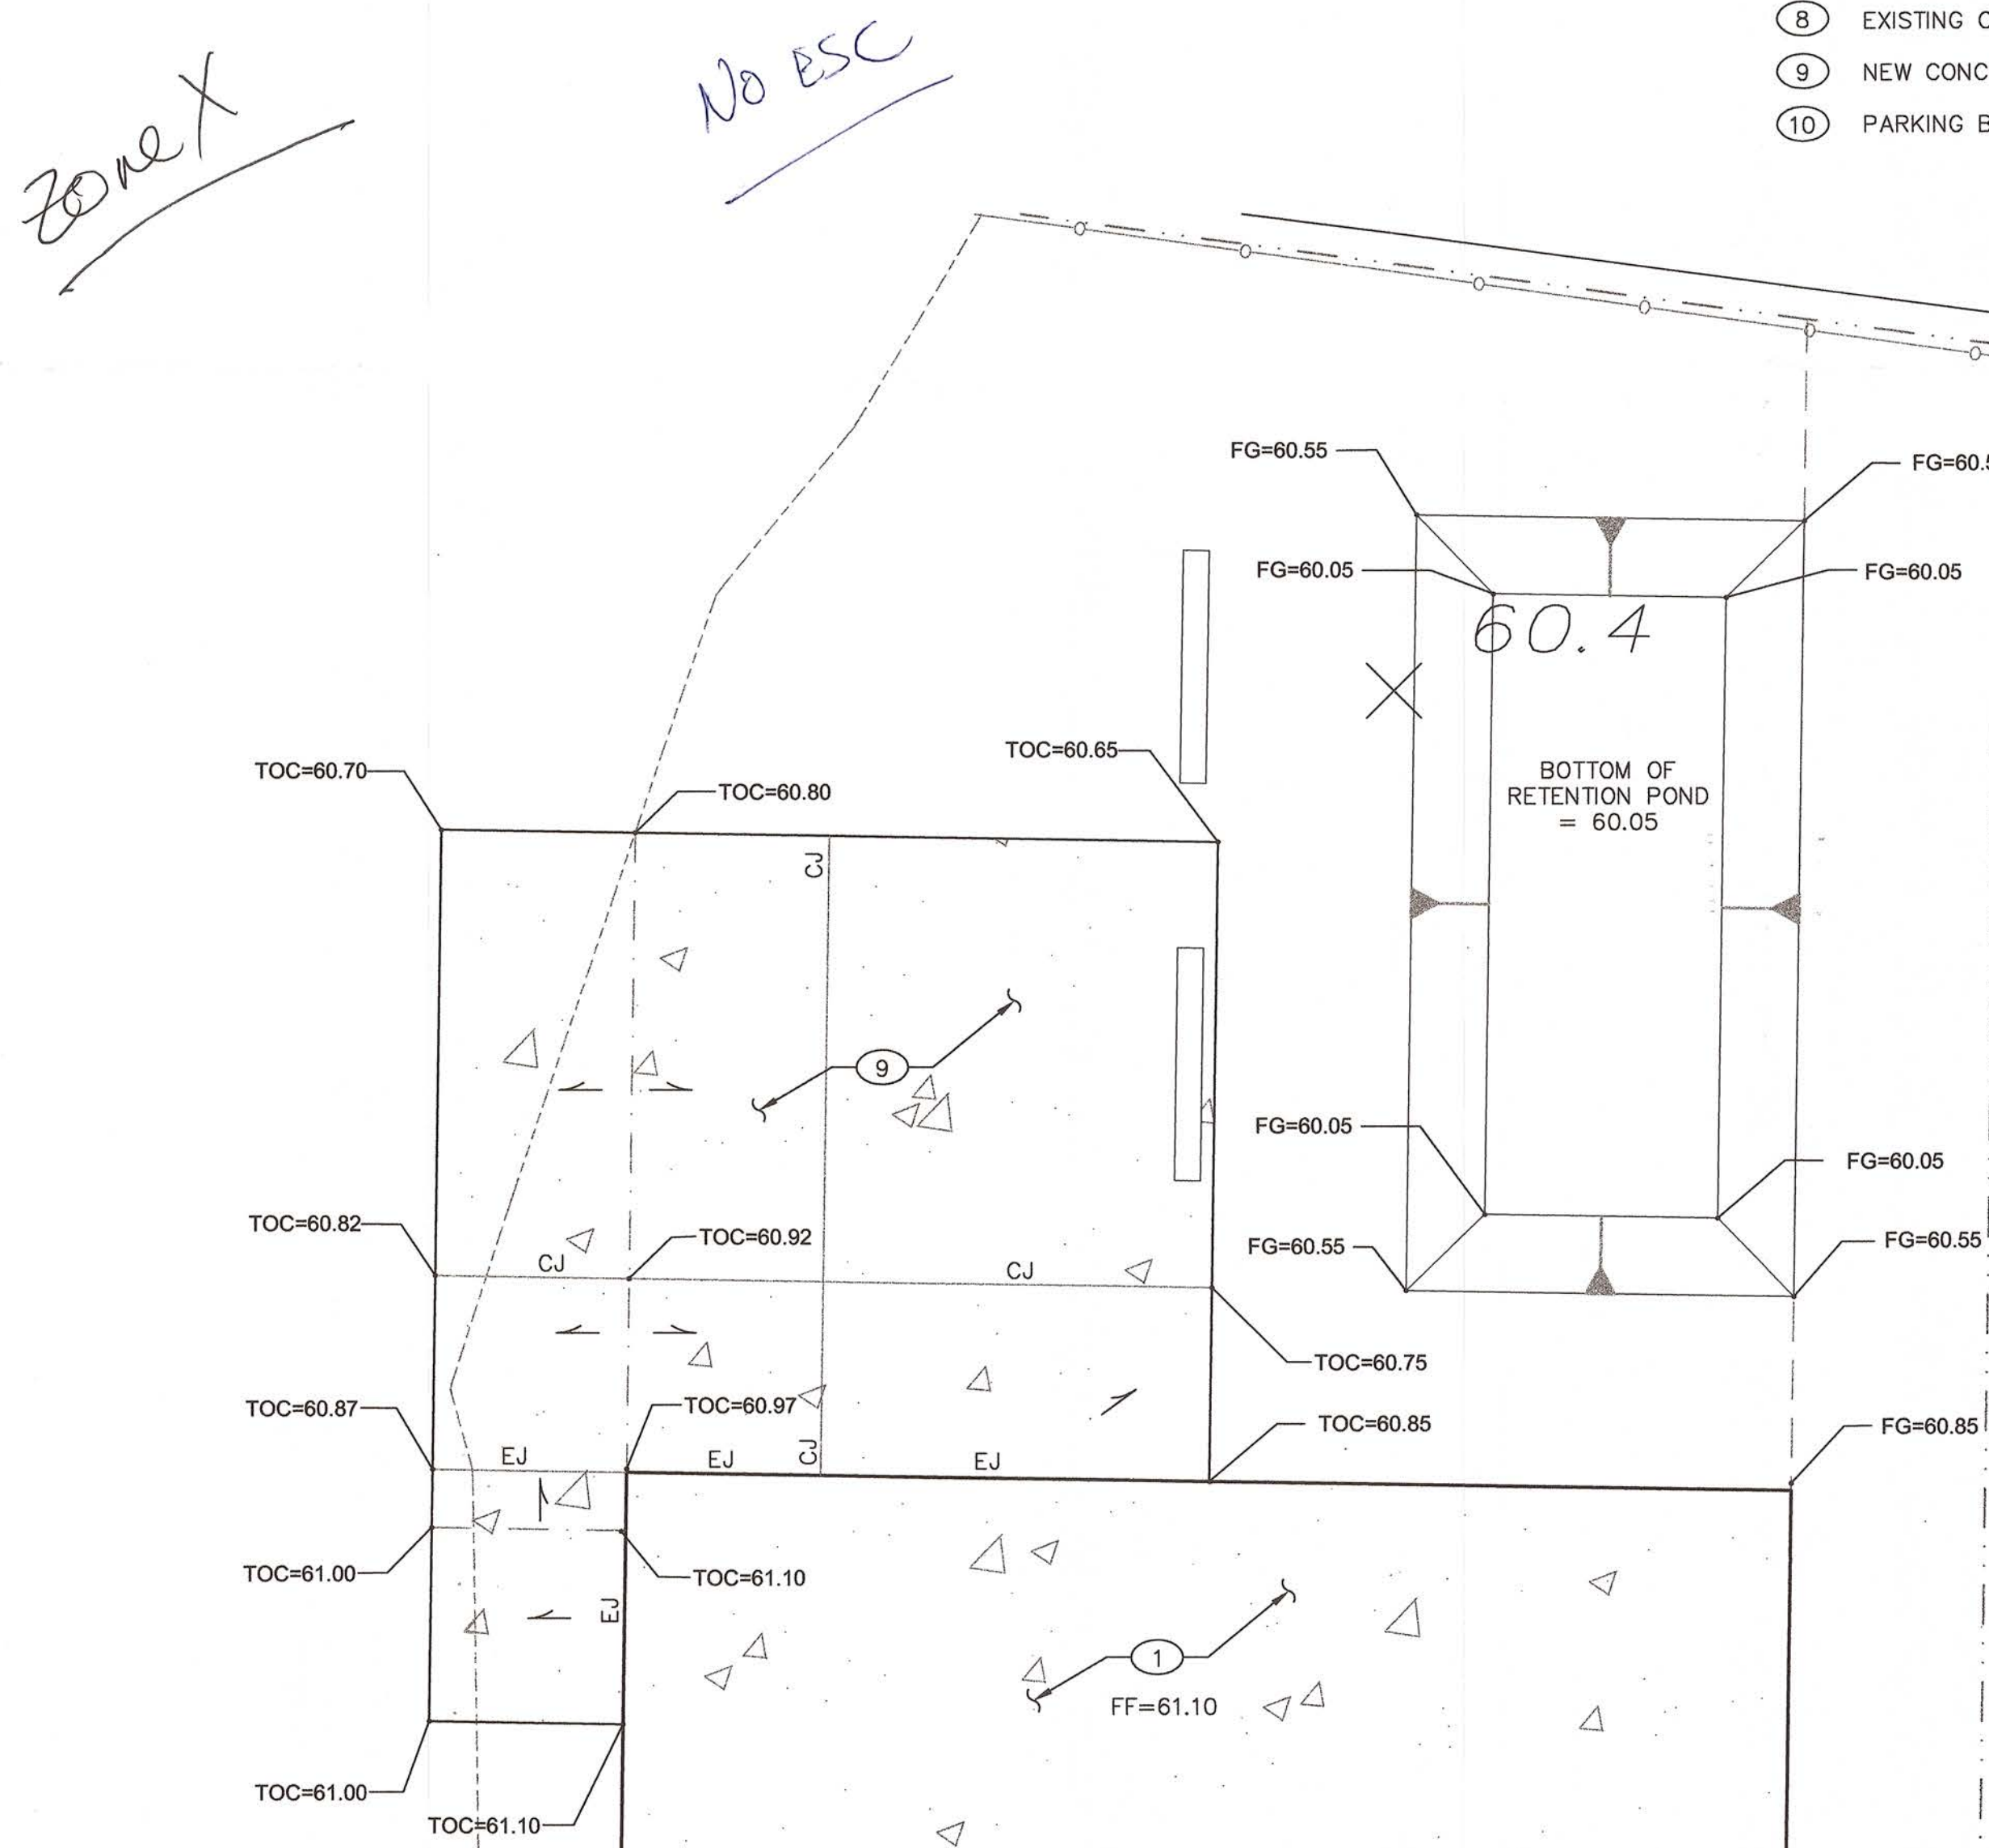 8 EXISTING
9 NEW CONC
10 PARKING
Zone X
No ESC
FG=60.55
FG=60.
FG=60.05
FG=60.05
60.4
TOC=60.65
BOTTOM OF
RETENTION POND
= 60.05
TOC=60.70
TOC=60.80
CJ
9
FG=60.05
FG=60.05
TOC=60.82
TOC=60.92
FG=60.55
FG=60.55
CJ
CJ
TOC=60.75
TOC=60.87
TOC=60.97
TOC=60.85
FG=60.85
EJ
EJ
CJ
EJ
TOC=61.00
TOC=61.10
EJ
1
FF=61.10
TOC=61.00
TOC=61.10